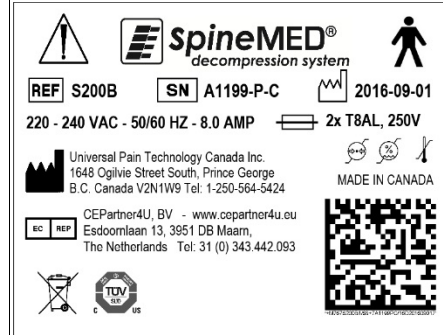 SpineMED®
decompression system
REF S200B SN A1199-P-C 2016-09-01
220 - 240 VAC - 50/60 HZ - 8.0 AMP 2x T8AL, 250V
Universal Pain Technology Canada Inc.
1648 Ogilvie Street South, Prince George
B.C. Canada V2N1W9 Tel: 1-250-564-5424
MADE IN CANADA
EC REP
CEPartner4U, BV - www.cepartner4u.eu
Esdoornlaan 13, 3951 DB Maarn,
The Netherlands Tel: 31 (0) 343.442.093
TÜV
SÜD
C US